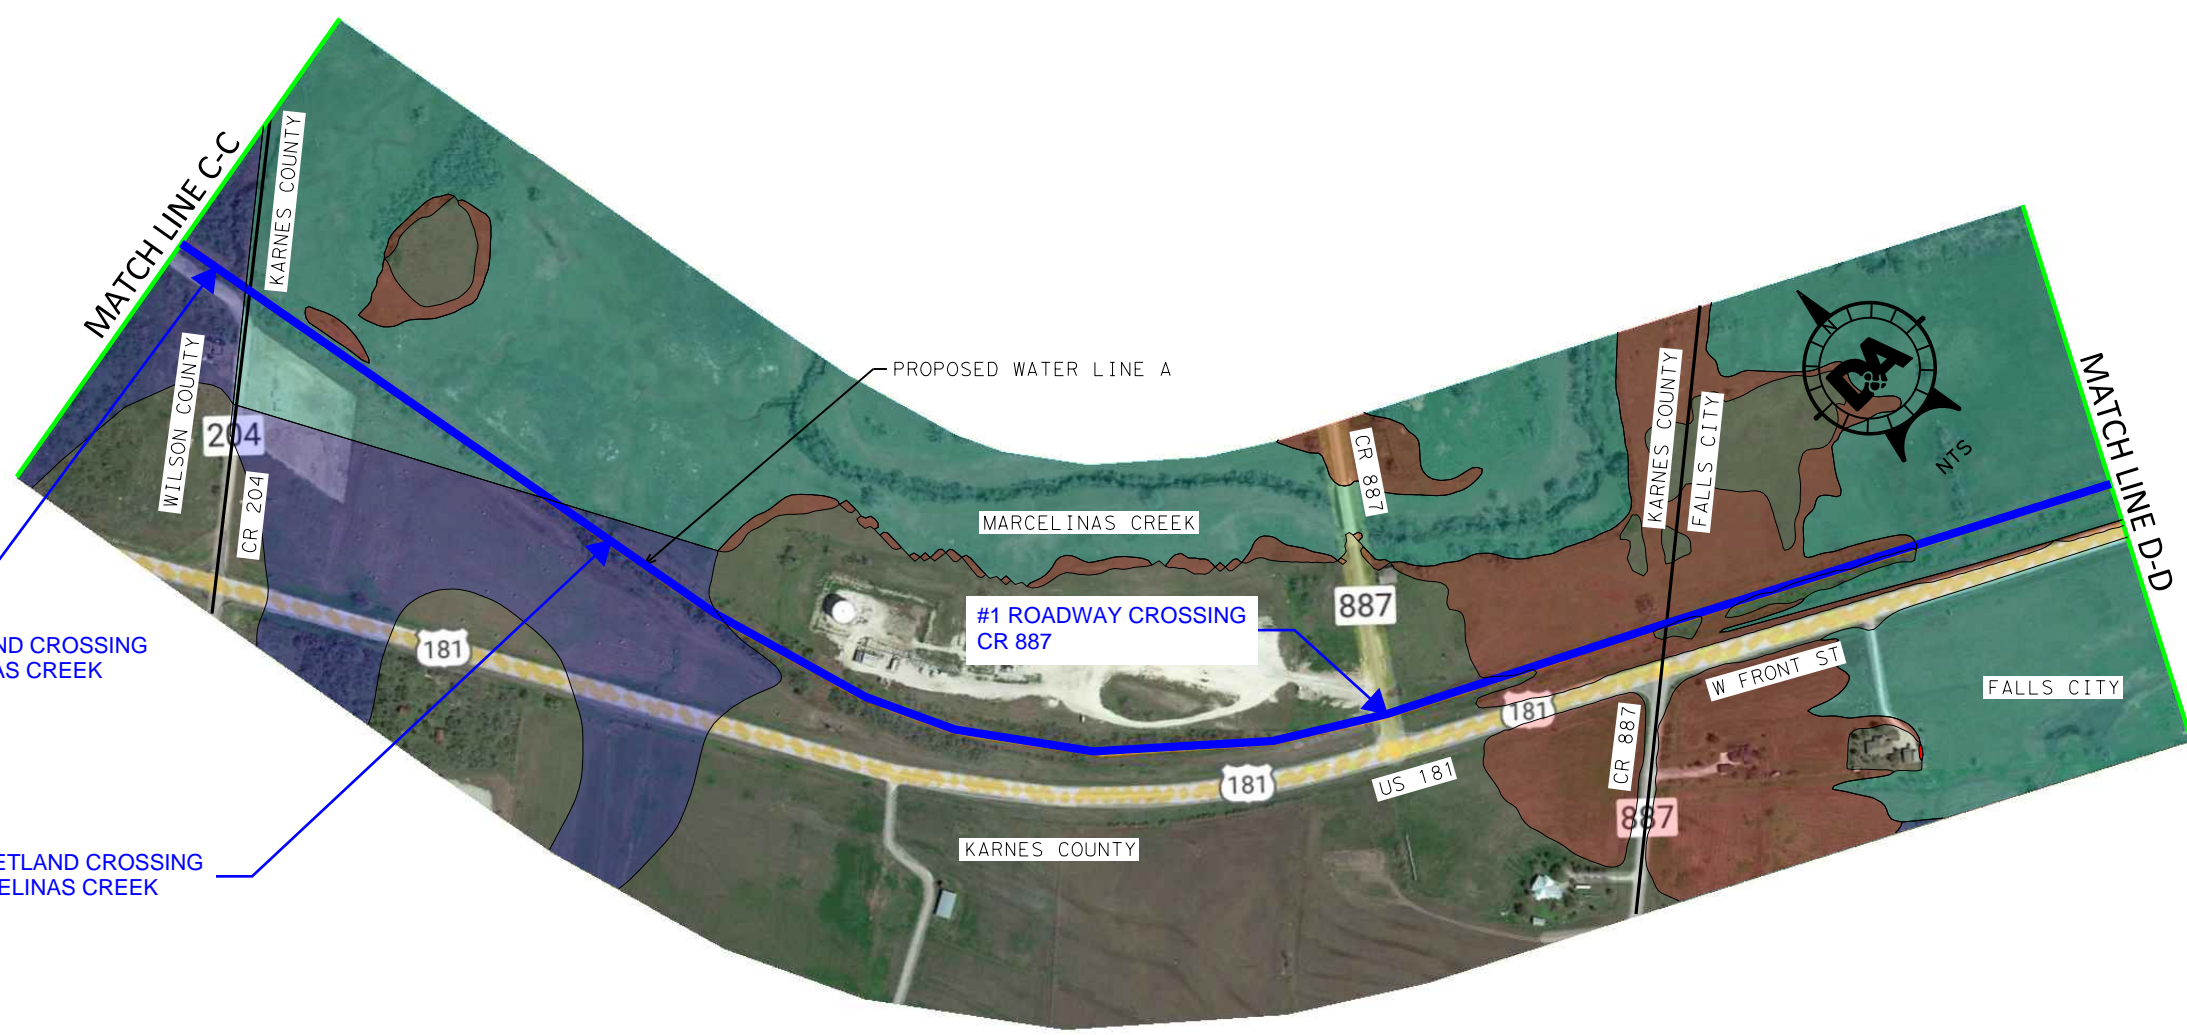 MATCH LINE C-C
KARNES COUNTY
WILSON COUNTY
204
CR 204
PROPOSED WATER LINE A
CR 887
MARCELINAS CREEK
KARNES COUNTY
FALLS CITY
N
NTS
MATCH LINE D-D
#1 ROADWAY CROSSING
CR 887
887
181
ND CROSSING
AS CREEK
181
181
US 181
CR 887
W FRONT ST
FALLS CITY
887
KARNES COUNTY
ETLAND CROSSING
ELINAS CREEK